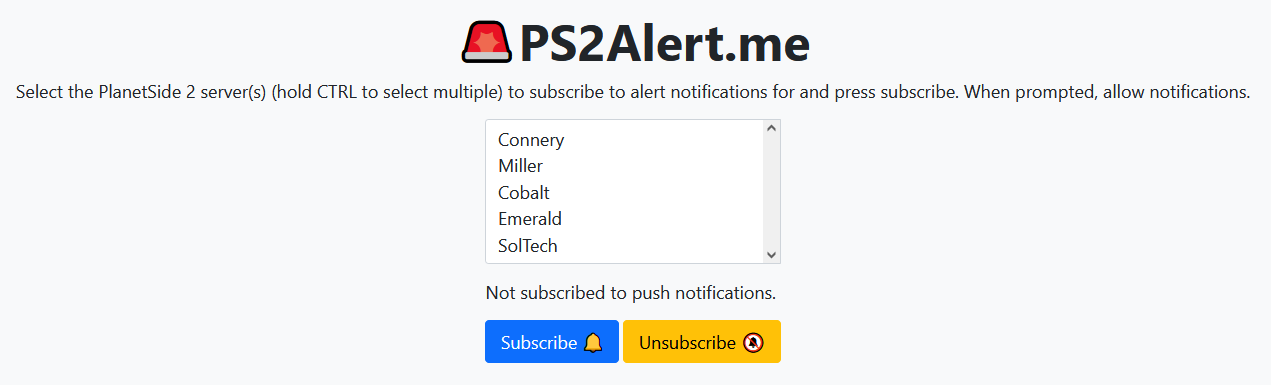 PS2Alert.me
Select the PlanetSide 2 server(s) (hold CTRL to select multiple) to subscribe to alert notifications for and press subscribe. When prompted, allow notifications.
Connery
Miller
Cobalt
Emerald
SolTech
Not subscribed to push notifications.
Subscribe Unsubscribe